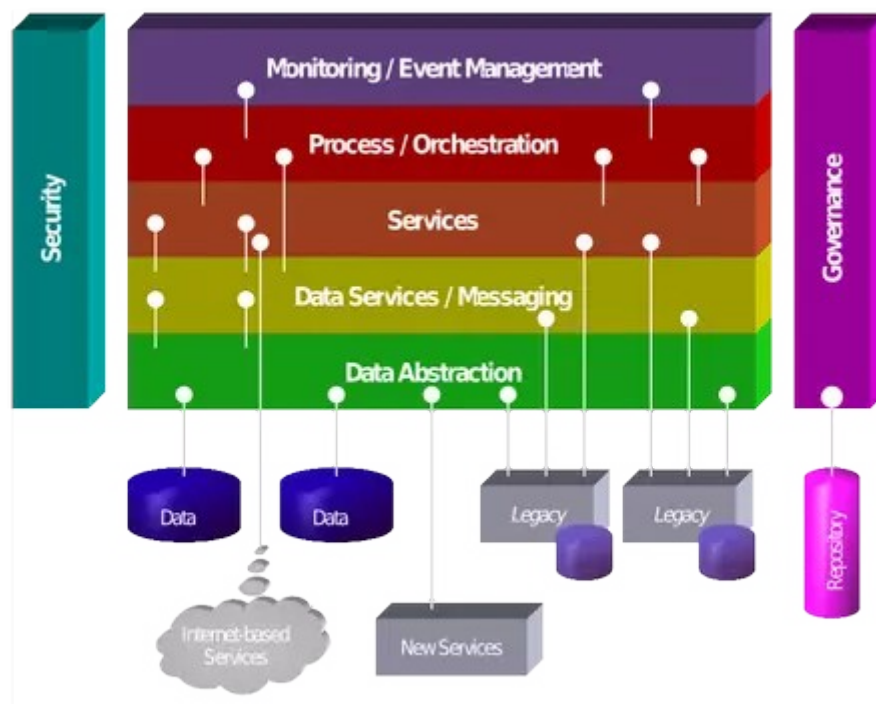 Security
Monitoring / Event Management
Process / Orchestration
Services
Data Services / Messaging
Data Abstraction
Governance
Data
Data
Legacy
Legacy
Repository
Internet-based
Services
New Services